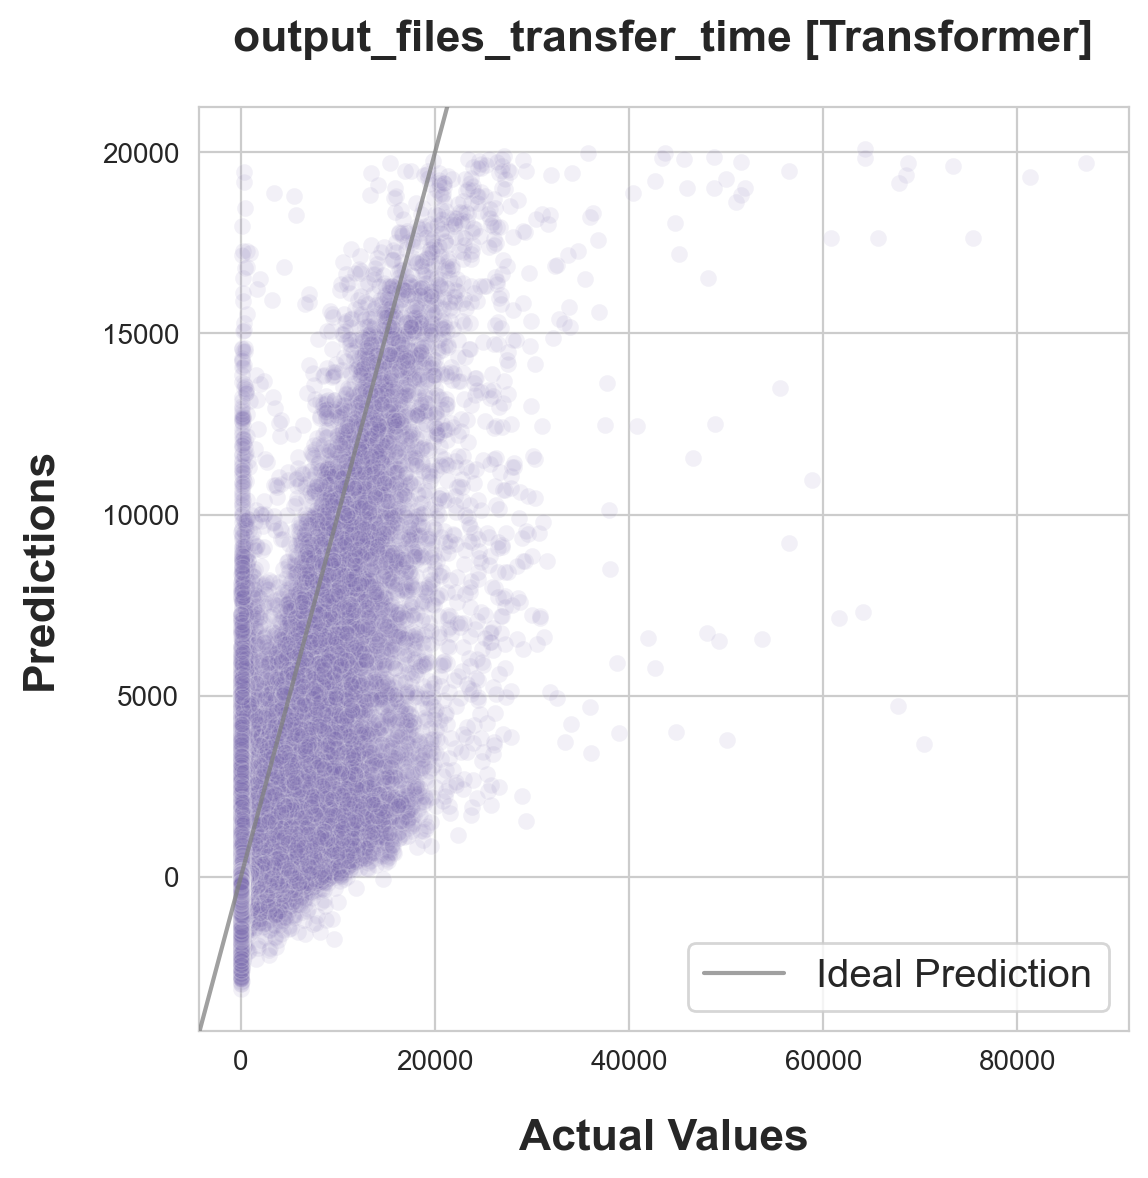 output_files_transfer_time [Transformer]
20000
15000
10000
5000
0
Predictions
0 20000 40000 60000 80000
Actual Values
Ideal Prediction